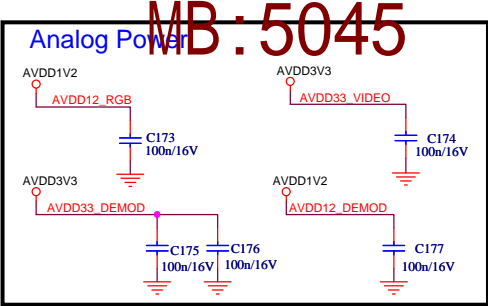 MB:5045
Analog Power
AVDD1V2
AVDD12_RGB
C173
100n/16V
AVDD3V3
AVDD33_VIDEO
C174
100n/16V
AVDD3V3
AVDD33_DEMOD
C175
100n/16V
C176
100n/16V
AVDD1V2
AVDD12_DEMOD
C177
100n/16V